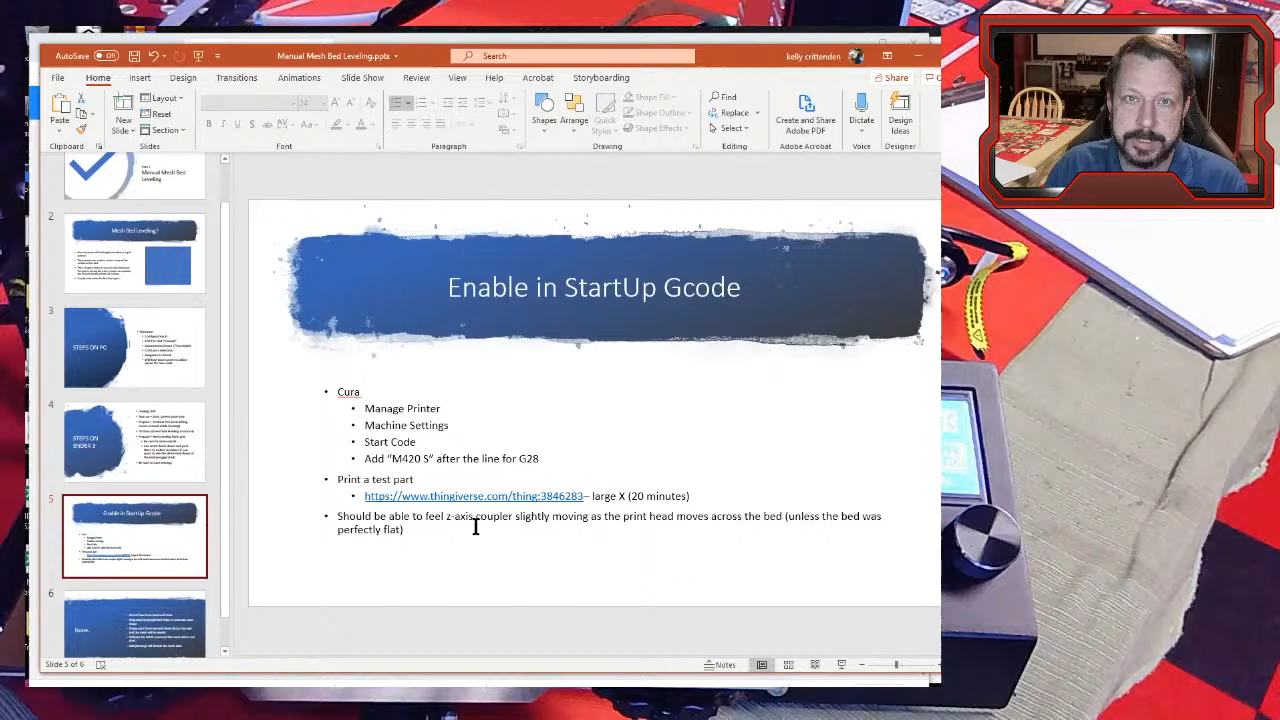 AutoSave Off
Manual Mesh Bed Leveling.pptx
Search
kelly crittenden
File Home Insert Design Transitions Animations Slide Show Review View Help Acrobat Storyboarding
Share
Paste
Clipboard
New Slide
Layout
Reset
Section
Slides
24
Font
Paragraph
Shapes
Arrange
Quick Styles
Shape Fill
Shape Outline
Shape Effects
Drawing
Find
Replace
Select
Editing
Create and Share Adobe PDF
Adobe Acrobat
Dictate
Voice
Design Ideas
Designer
Manual Mesh Bed
Leveling
2
Mesh Bed Leveling?
3
STEPS ON PC
4
STEPS ON
ENDER 3
5
Enable in StartUp Gcode
6
Notes
Enable in StartUp Gcode
• Cura
• Manage Printer
• Machine Settings
• Start Code
• Add “M420 S” after the line for G28
• Print a test part
• https://www.thingiverse.com/thing:3846283– large X (20 minutes)
• Should be able to feel z-axis coupler slightly moving as the print head moves across the bed (unless the bed was
perfectly flat)
Slide 5 of 6
Notes